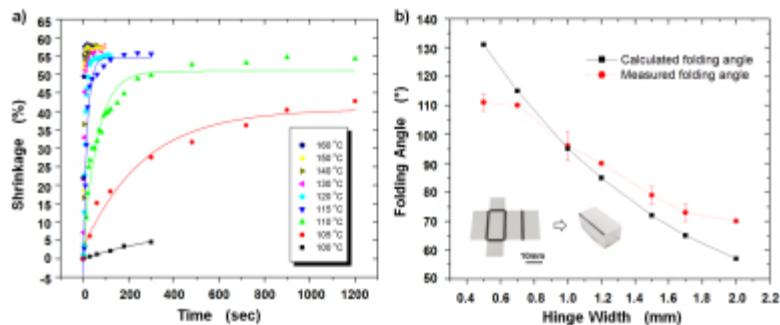 a)
65
60
55
50
45
40
35
30
25
20
15
10
5
0
-5
Shrinkage (%)
0 200 400 600 800 1000 1200
Time (sec)
160 °C
150 °C
140 °C
130 °C
120 °C
115 °C
110 °C
105 °C
100 °C
b)
140
130
120
110
100
90
80
70
60
50
Folding Angle (°)
Calculated folding angle
Measured folding angle
10mm
0.4 0.6 0.8 1.0 1.2 1.4 1.6 1.8 2.0 2.2
Hinge Width (mm)